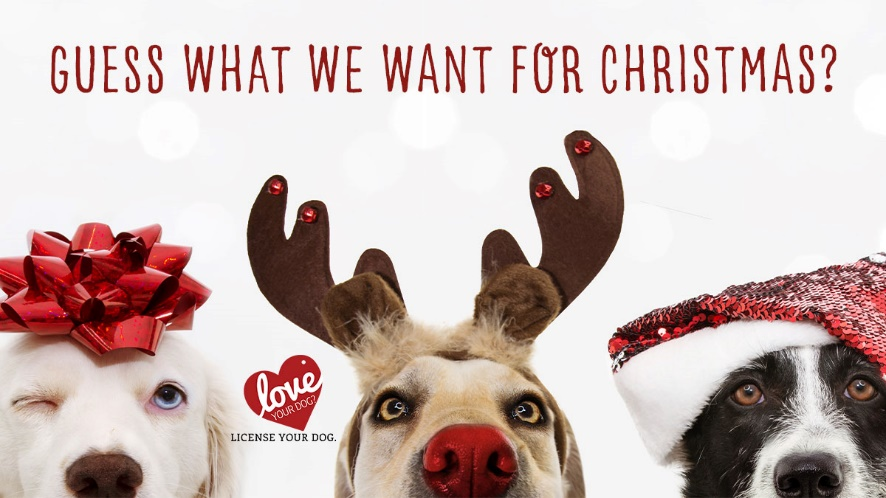 GUESS WHAT WE WANT FOR CHRISTMAS?
love
YOUR DOG?
LICENSE YOUR DOG.